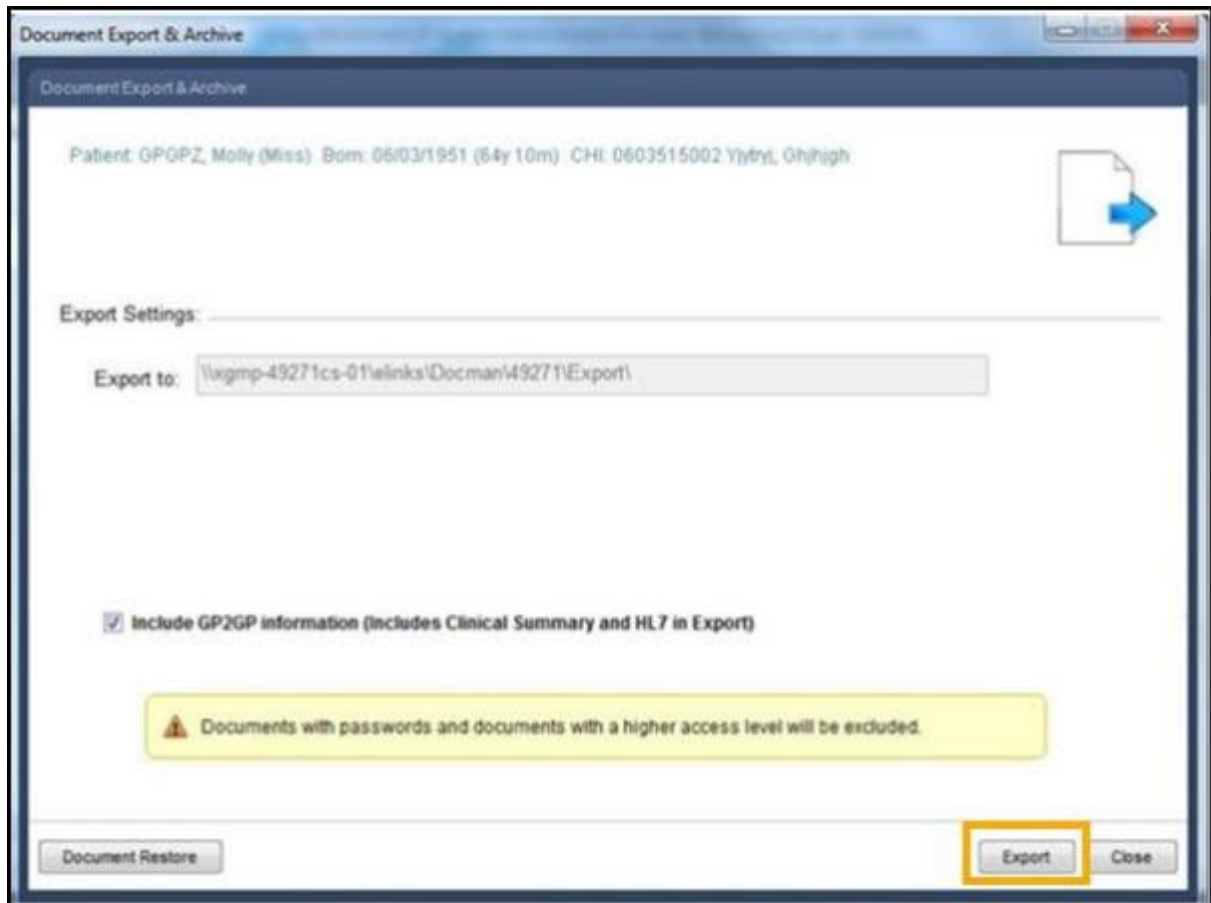 Document Export & Archive
Document Export & Archive
Patient: GPGPZ, Molly (Miss) Born: 06/03/1951 (64y 10m) CHI: 0603515002 Yjytryj, Ghjhjgh
Export Settings:
Export to: \\xgmp-49271cs-01\elinks\Docman\49271\Export\
Include GP2GP information (Includes Clinical Summary and HL7 in Export)
Documents with passwords and documents with a higher access level will be excluded.
Document Restore Export Close